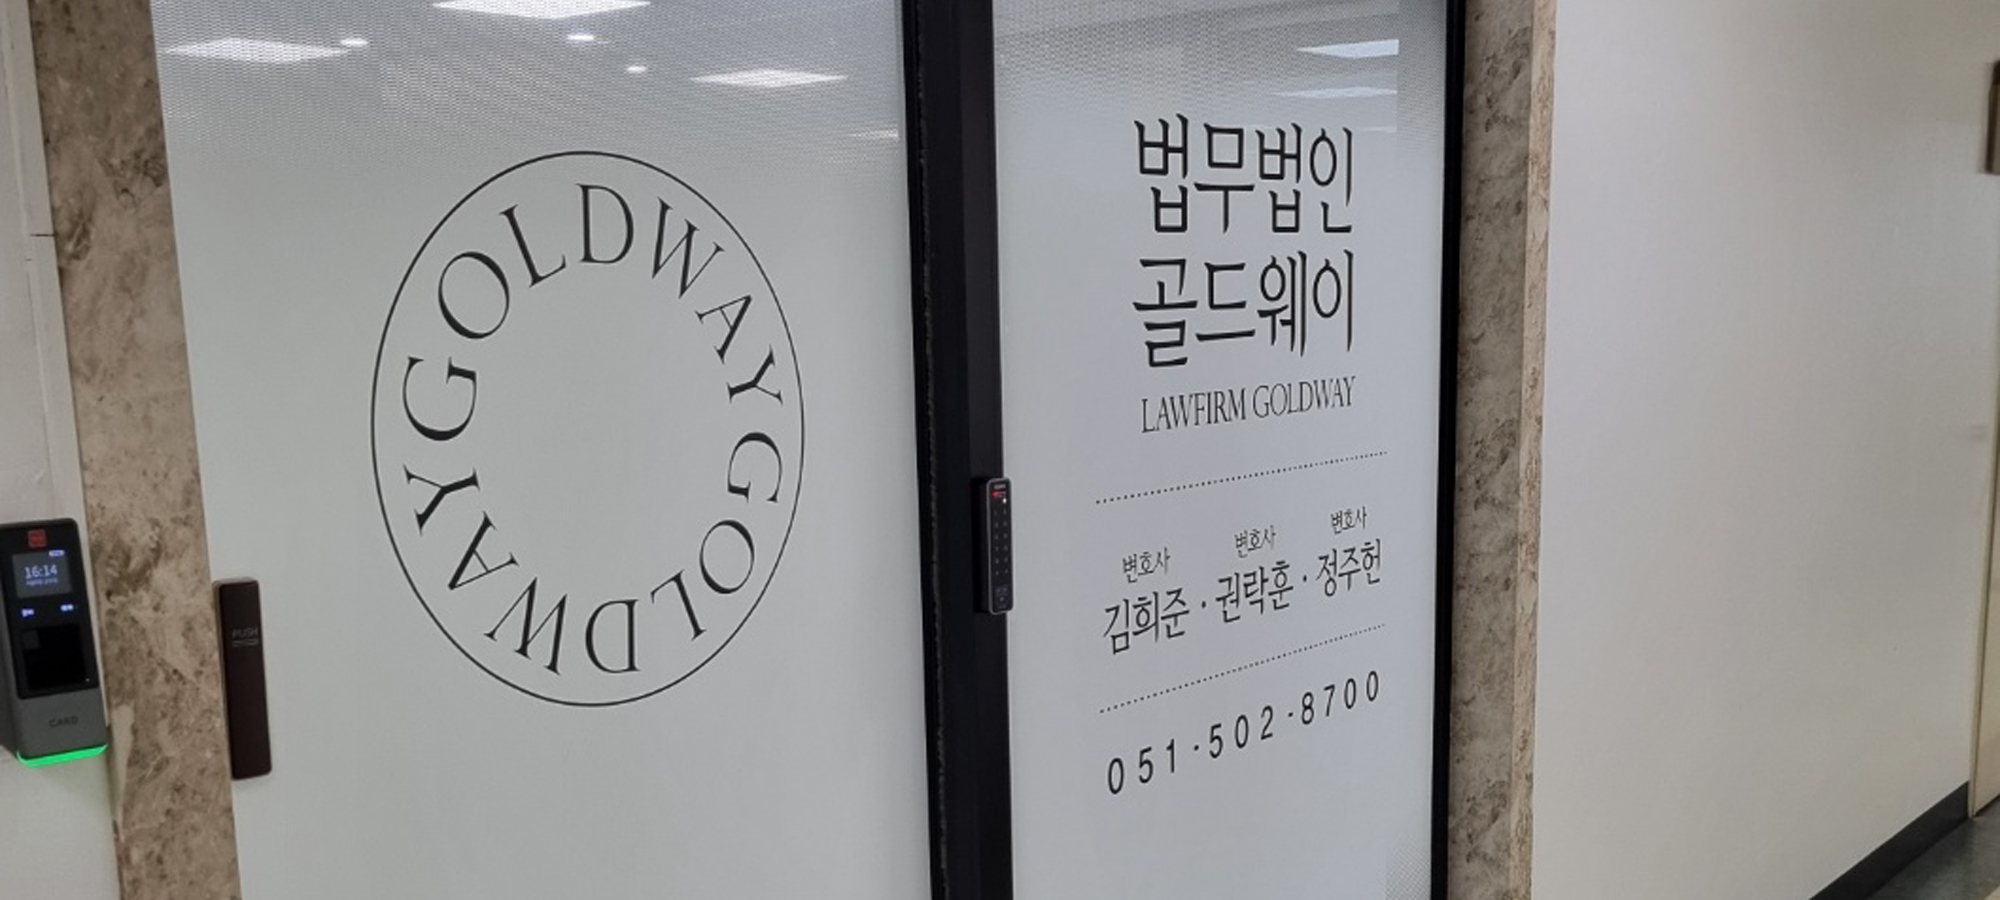 GOLDWAYGOLDWAY
법무법인
골드웨이
LAWFIRM GOLDWAY
변호사 변호사 변호사
김희준 · 권락훈 · 정주헌
051-502-8700
16:14
PUSH
CARD